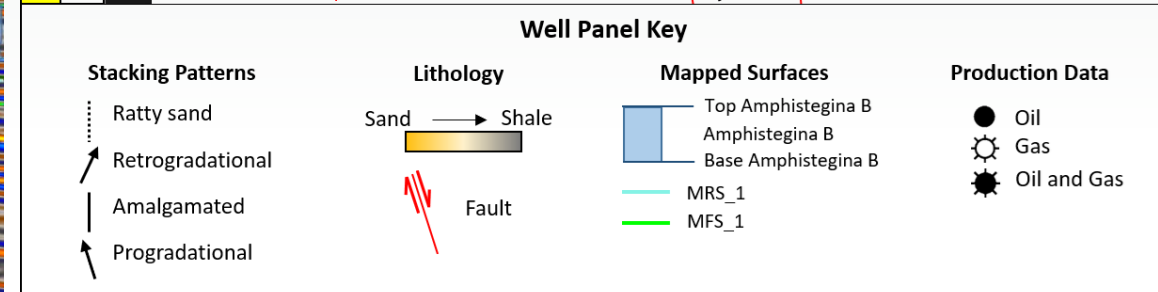 Well Panel Key
Stacking Patterns
Ratty sand
Retrogradational
Amalgamated
Progradational
Lithology
Sand Shale
Fault
Mapped Surfaces
Top Amphistegina B
Amphistegina B
Base Amphistegina B
MRS_1
MFS_1
Production Data
Oil
Gas
Oil and Gas